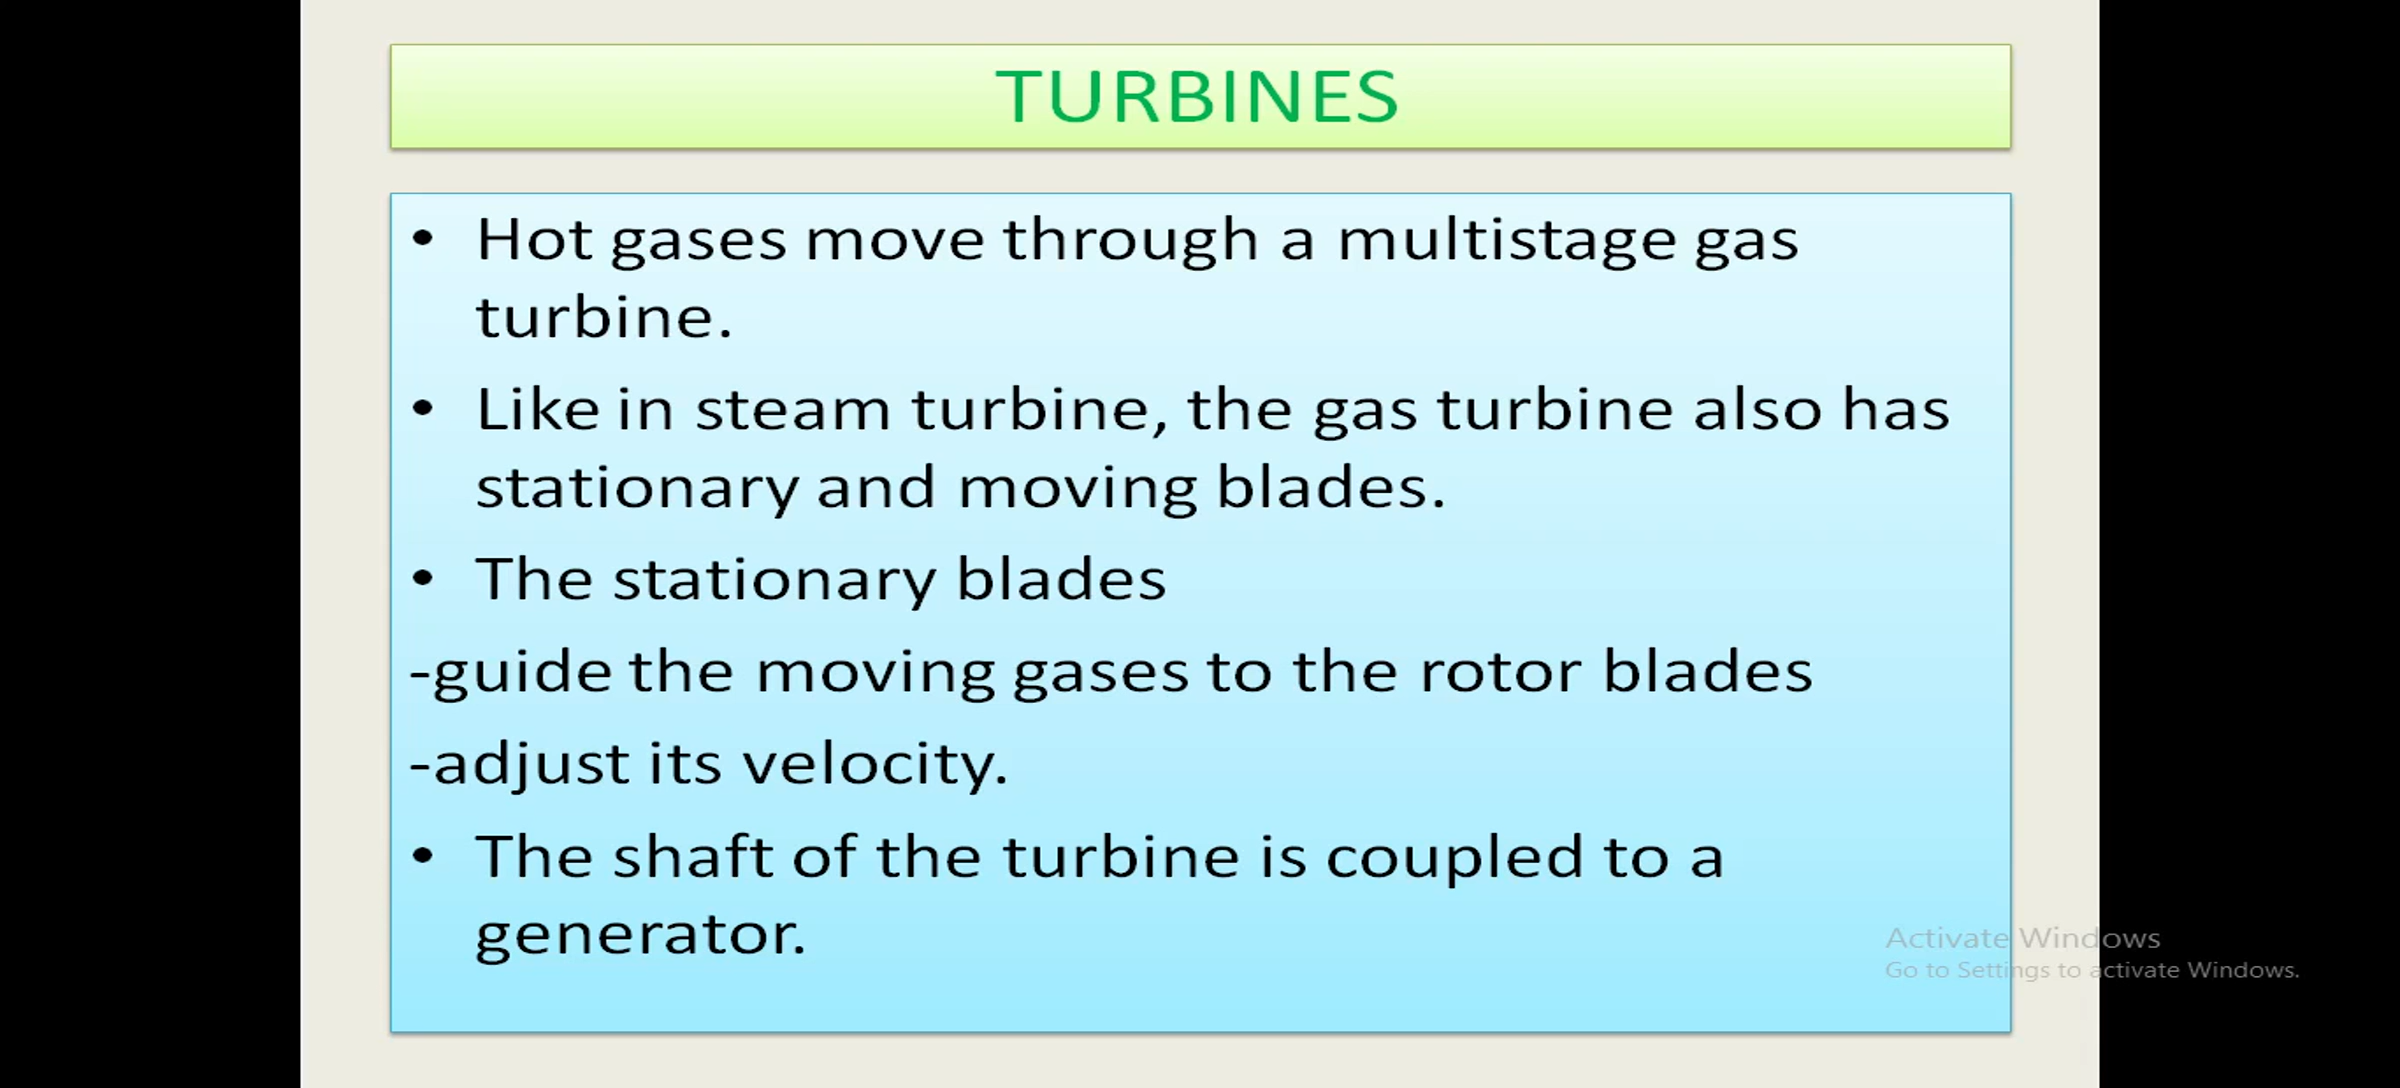 TURBINES
• Hot gases move through a multistage gas
turbine.
• Like in steam turbine, the gas turbine also has
stationary and moving blades.
• The stationary blades
-guide the moving gases to the rotor blades
-adjust its velocity.
• The shaft of the turbine is coupled to a
generator.
Activate Windows
Go to Settings to activate Windows.